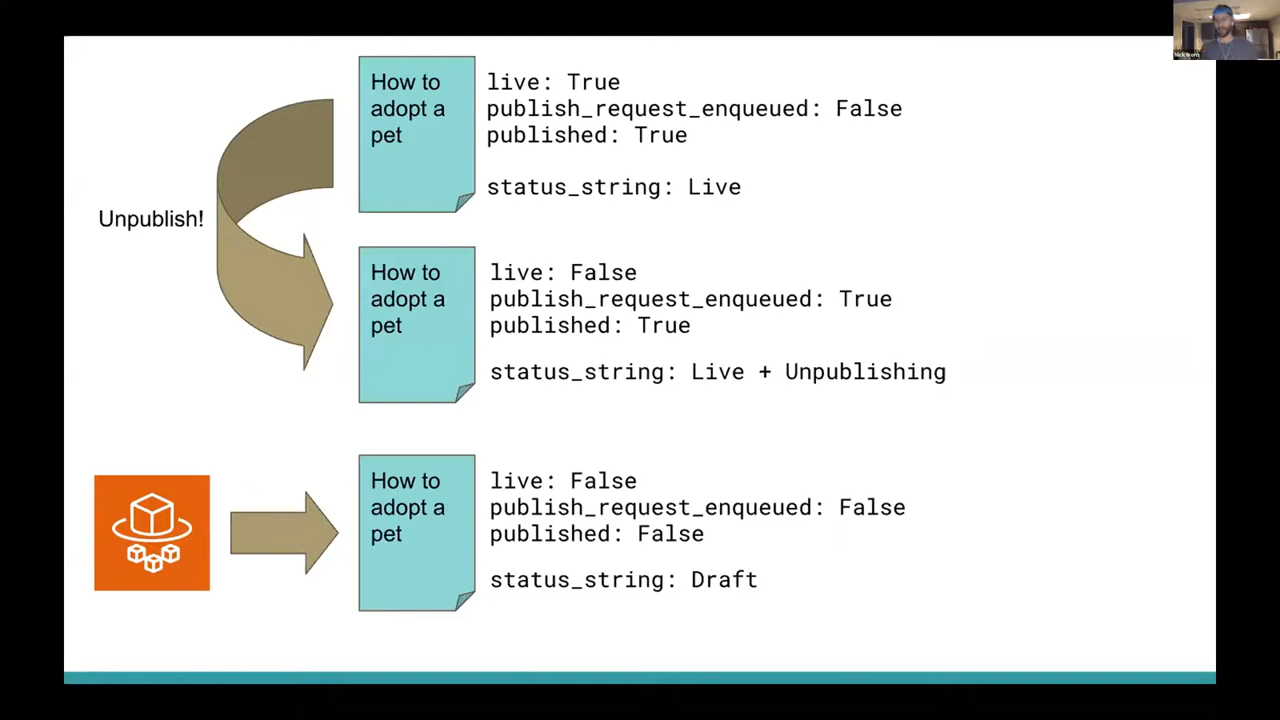 How to
adopt a
pet
live: True
publish_request_enqueued: False
published: True
status_string: Live
Unpublish!
How to
adopt a
pet
live: False
publish_request_enqueued: True
published: True
status_string: Live + Unpublishing
How to
adopt a
pet
live: False
publish_request_enqueued: False
published: False
status_string: Draft